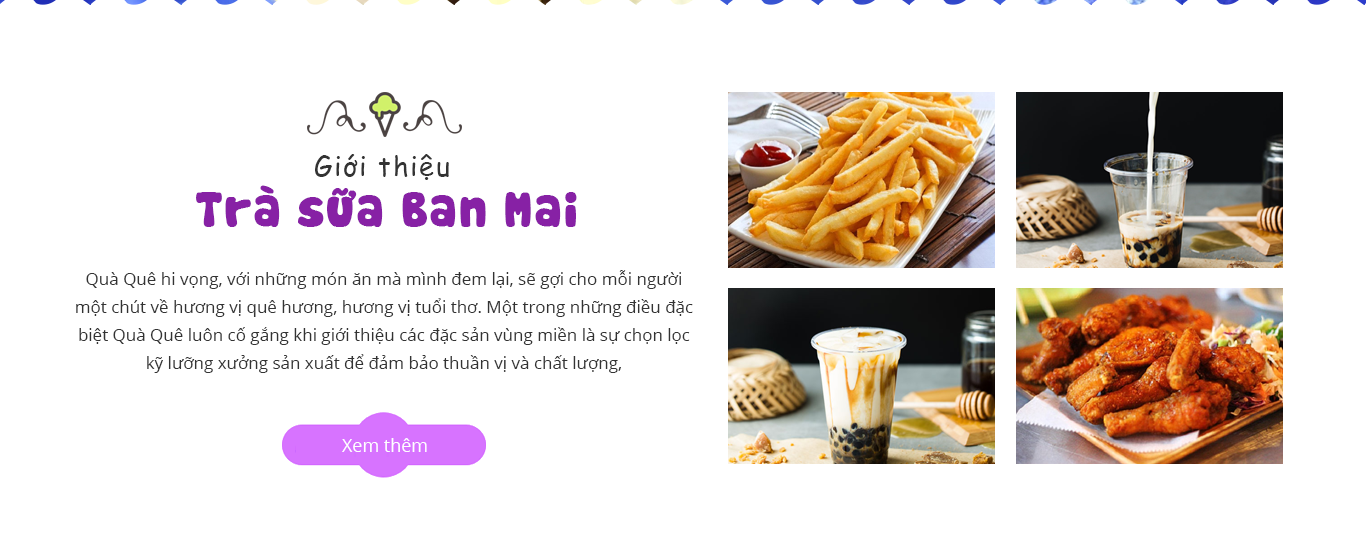 Giới thiệu
Trà sữa Ban Mai
Quà Quê hi vọng, với những món ăn mà mình đem lại, sẽ gợi cho mỗi người
một chút về hương vị quê hương, hương vị tuổi thơ. Một trong những điều đặc
biệt Quà Quê luôn cố gắng khi giới thiệu các đặc sản vùng miền là sự chọn lọc
kỹ lưỡng xưởng sản xuất để đảm bảo thuần vị và chất lượng,
Xem thêm